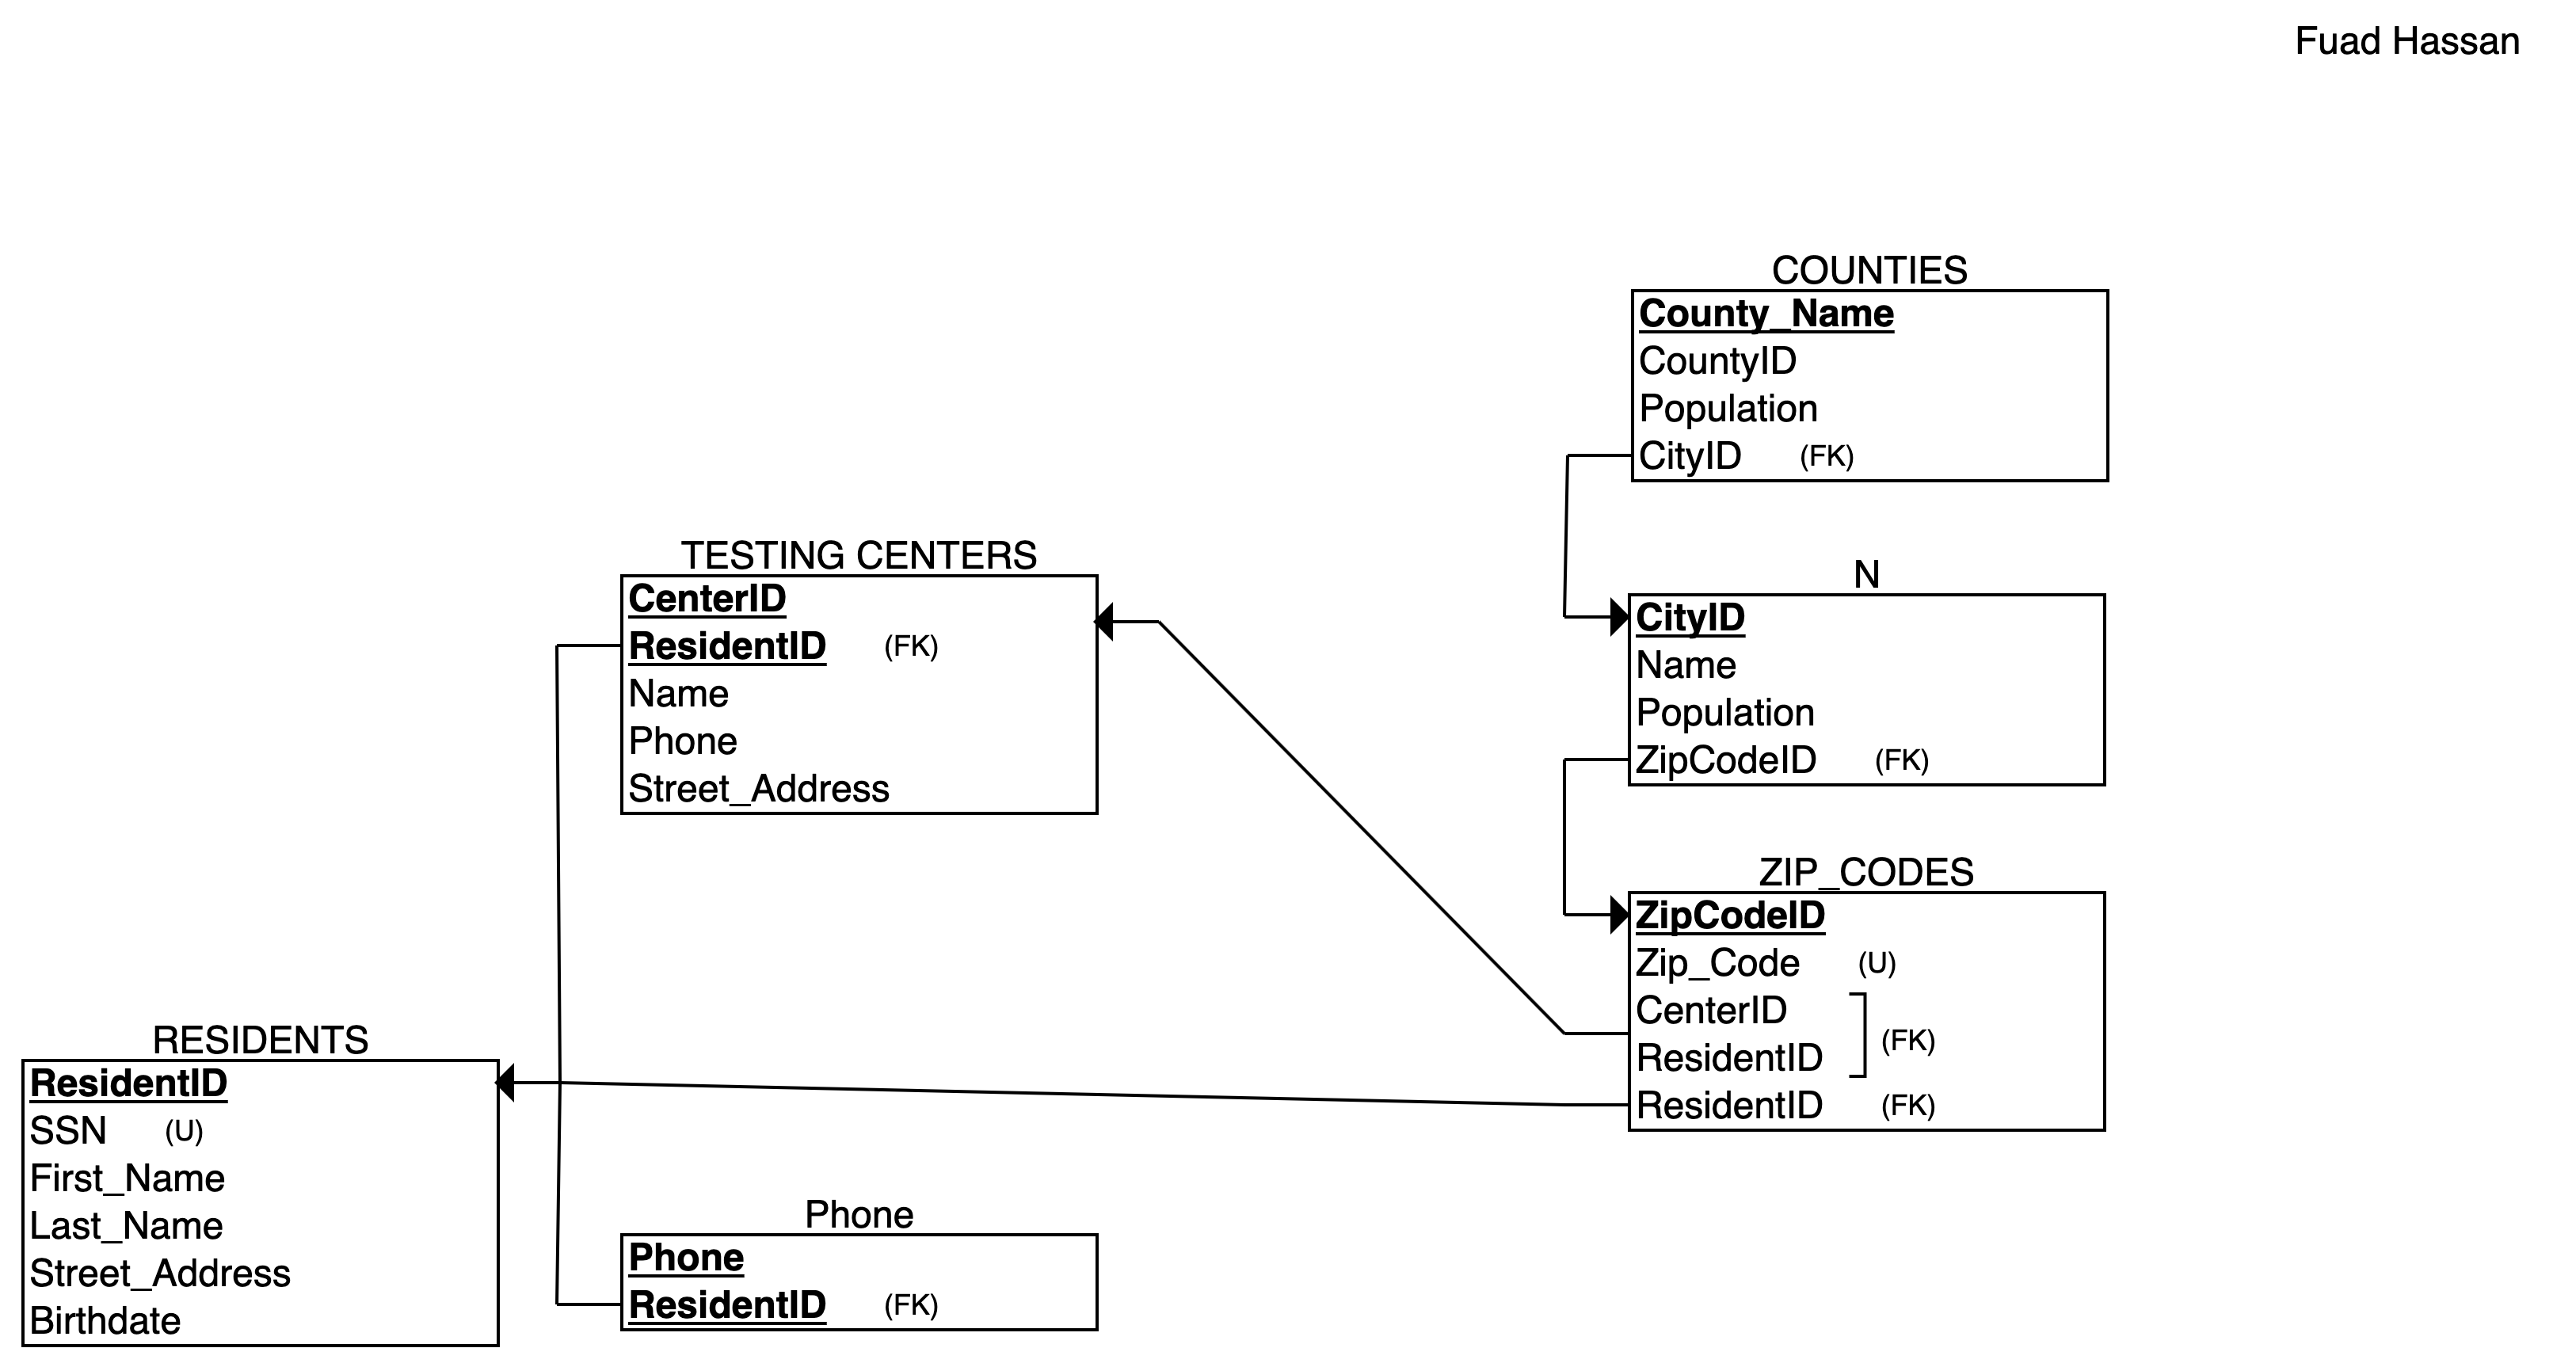 Fuad Hassan
COUNTIES
County_Name
CountyID
Population
CityID (FK)
TESTING CENTERS
CenterID
ResidentID (FK)
Name
Phone
Street_Address
N
CityID
Name
Population
ZipCodeID (FK)
ZIP_CODES
ZipCodeID
Zip_Code (U)
CenterID
ResidentID
(FK)
ResidentID (FK)
RESIDENTS
ResidentID
SSN (U)
First_Name
Last_Name
Street_Address
Birthdate
Phone
Phone
ResidentID (FK)